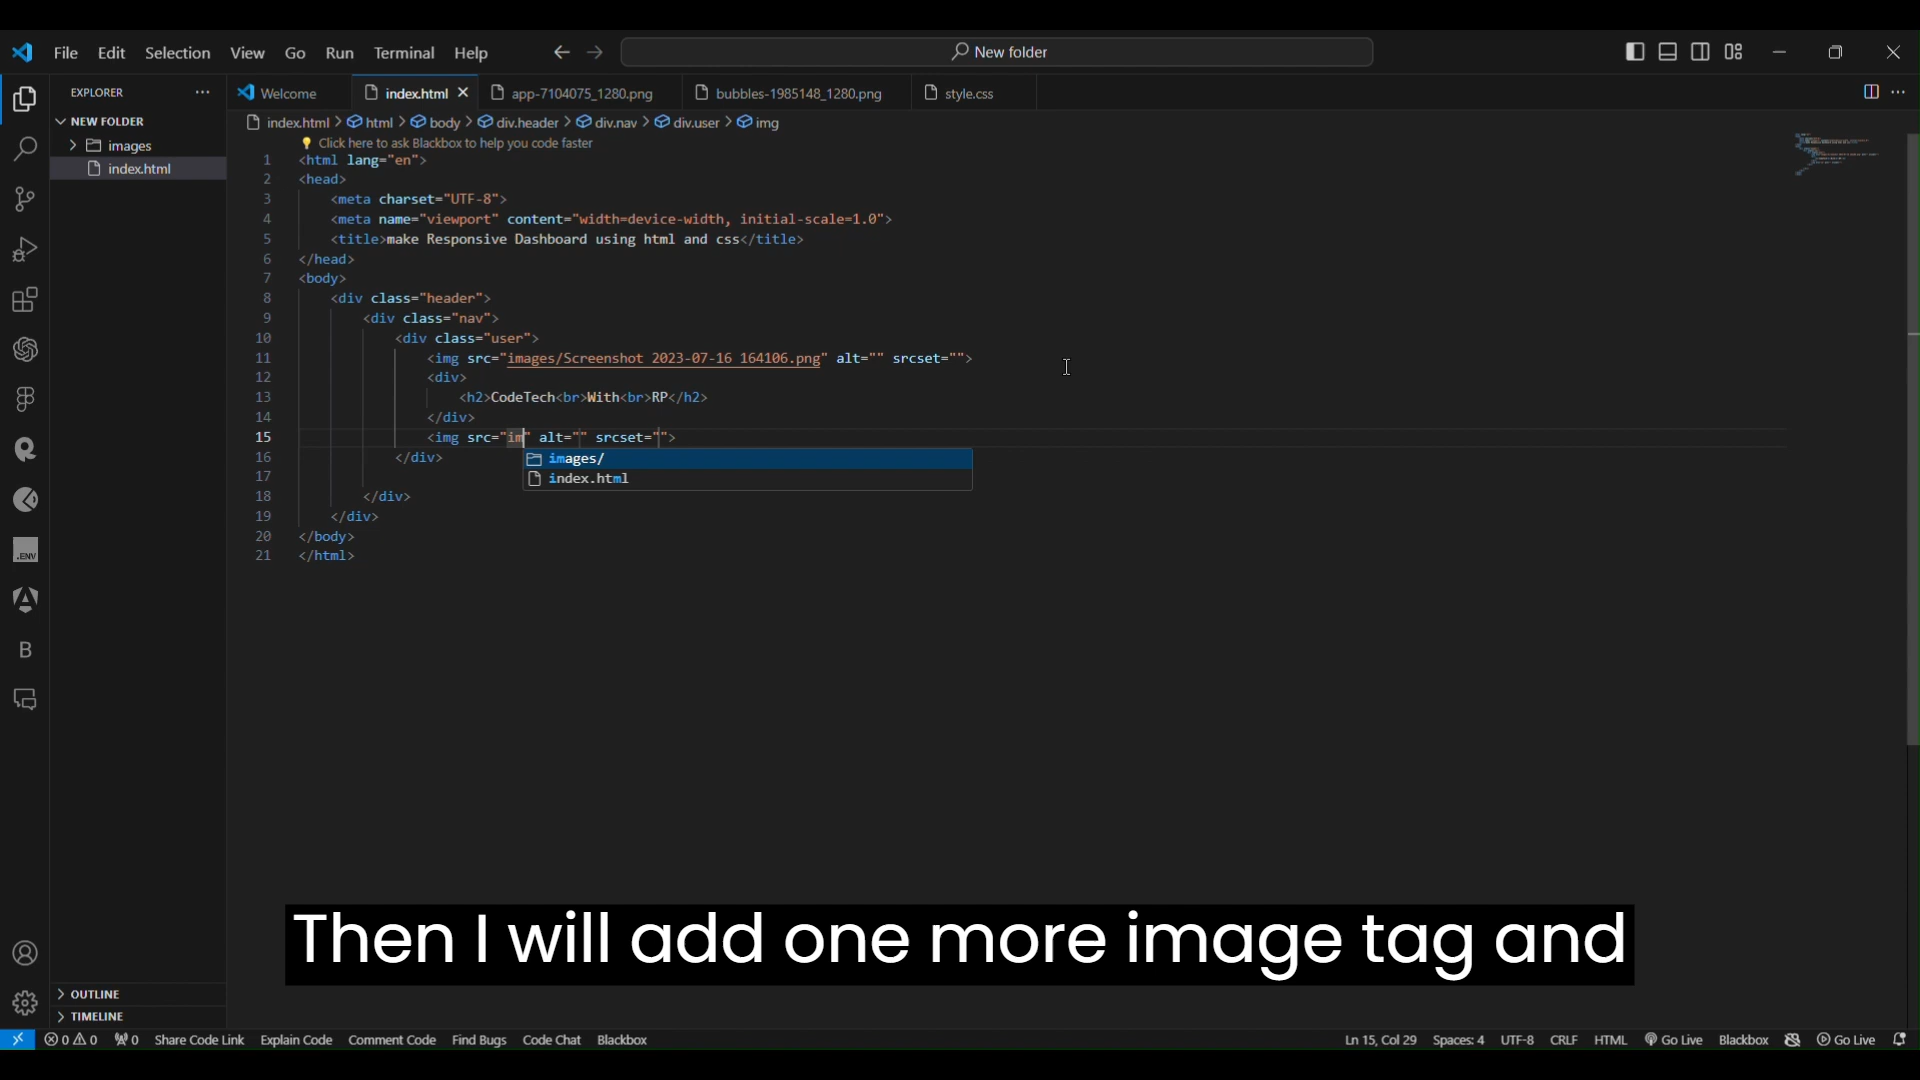 File Edit Selection View Go Run Terminal Help
New folder
EXPLORER
Welcome
index.html
app-7104075_1280.png
bubbles-1985148_1280.png
style.css
NEW FOLDER
images
index.html
index.html > html > body > div.header > div.nav > div.user > img
Click here to ask Blackbox to help you code faster
1 <html lang="en">
2 <head>
3 <meta charset="UTF-8">
4 <meta name="viewport" content="width=device-width, initial-scale=1.0">
5 <title>make Responsive Dashboard using html and css</title>
6 </head>
7 <body>
8 <div class="header">
9 <div class="nav">
10 <div class="user">
11 <img src="images/Screenshot 2023-07-16 164106.png" alt="" srcset="">
12 <div>
13 <h2>CodeTech<br>With<br>RP</h2>
14 </div>
15 <img src="im" alt="" srcset="">
16 </div>
images/
index.html
17
18 </div>
19 </div>
20 </body>
21 </html>
.ENV
B
Then I will add one more image tag and
OUTLINE
TIMELINE
0 0 0 Share Code Link Explain Code Comment Code Find Bugs Code Chat Blackbox Ln 15, Col 29 Spaces: 4 UTF-8 CRLF HTML Go Live Blackbox Go Live